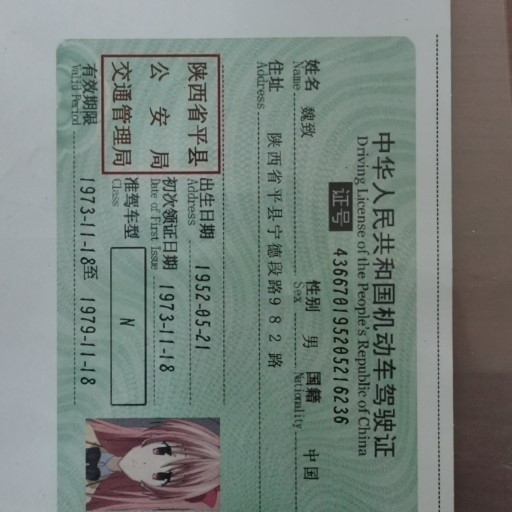 中华人民共和国机动车驾驶证
Driving License of the People's Republic of China
证号 436670195205216236
姓名 魏致 性别 男 国籍 中国
Name Sex Nationality
住址 陕西省平县宁德段路982路
Address
陕西省平县
公安局
交通管理局
出生日期 1952-05-21
Address
初次领证日期 1973-11-18
Date of First Issue
准驾车型 N
Class
有效期限 1973-11-18至 1979-11-18
Valid Period